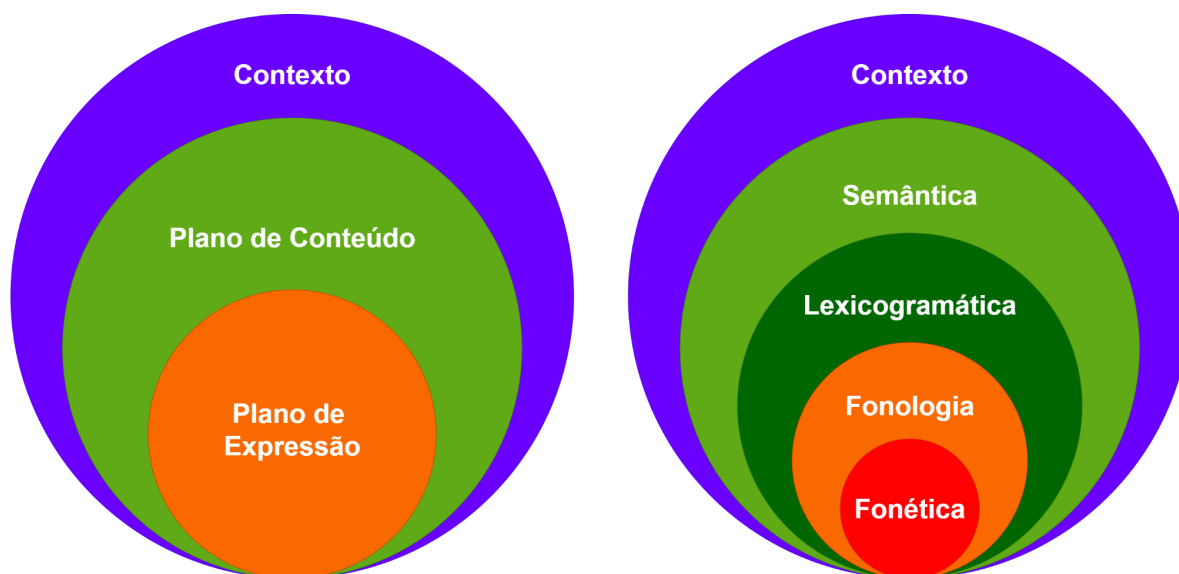 Contexto
Plano de Conteúdo
Plano de
Expressão
Contexto
Semântica
Lexicogramática
Fonologia
Fonética